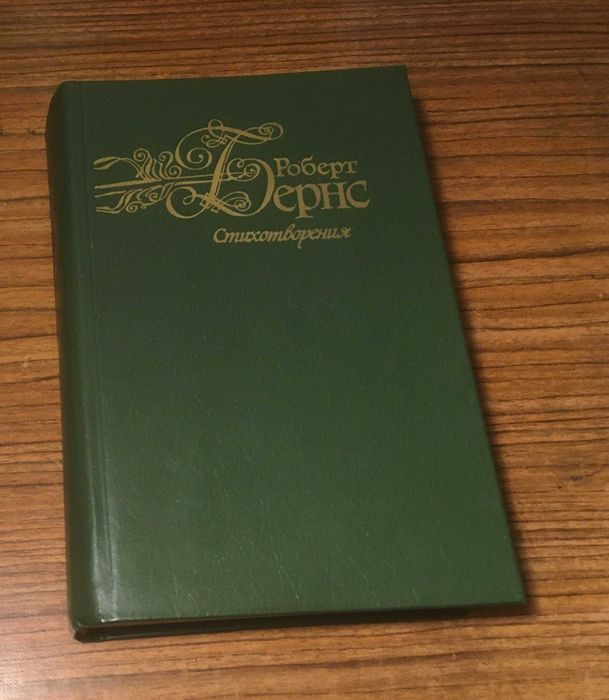 Роберт
Бернс
Стихотворения